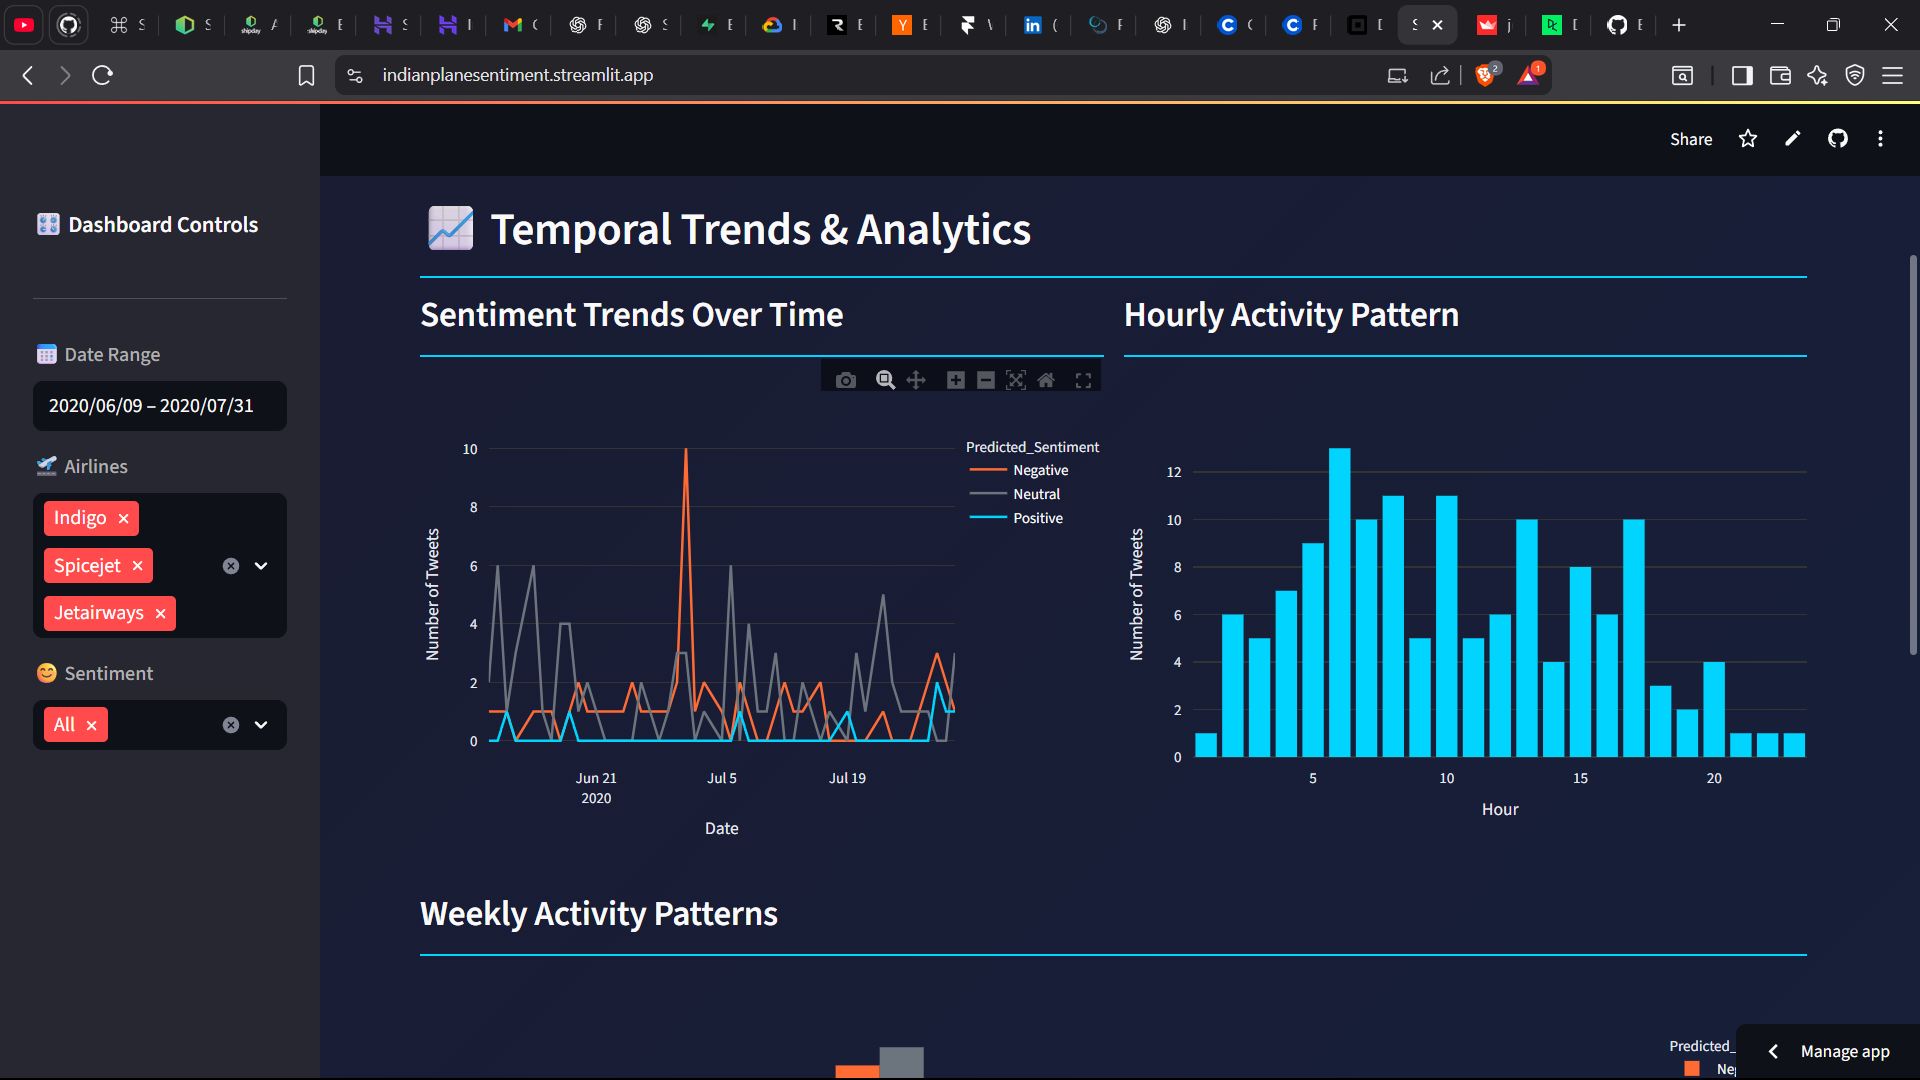 indianplanesentiment.streamlit.app
2
1
Share
Dashboard Controls
Date Range
2020/06/09 – 2020/07/31
Airlines
Indigo ×
Spicejet ×
Jetairways ×
Sentiment
All ×
Temporal Trends & Analytics
Sentiment Trends Over Time
Number of Tweets
10
8
6
4
2
0
Jun 21
2020
Jul 5
Jul 19
Date
Predicted_Sentiment
Negative
Neutral
Positive
Hourly Activity Pattern
Number of Tweets
12
10
8
6
4
2
0
5
10
15
20
Hour
Weekly Activity Patterns
Predicted_
Manage app